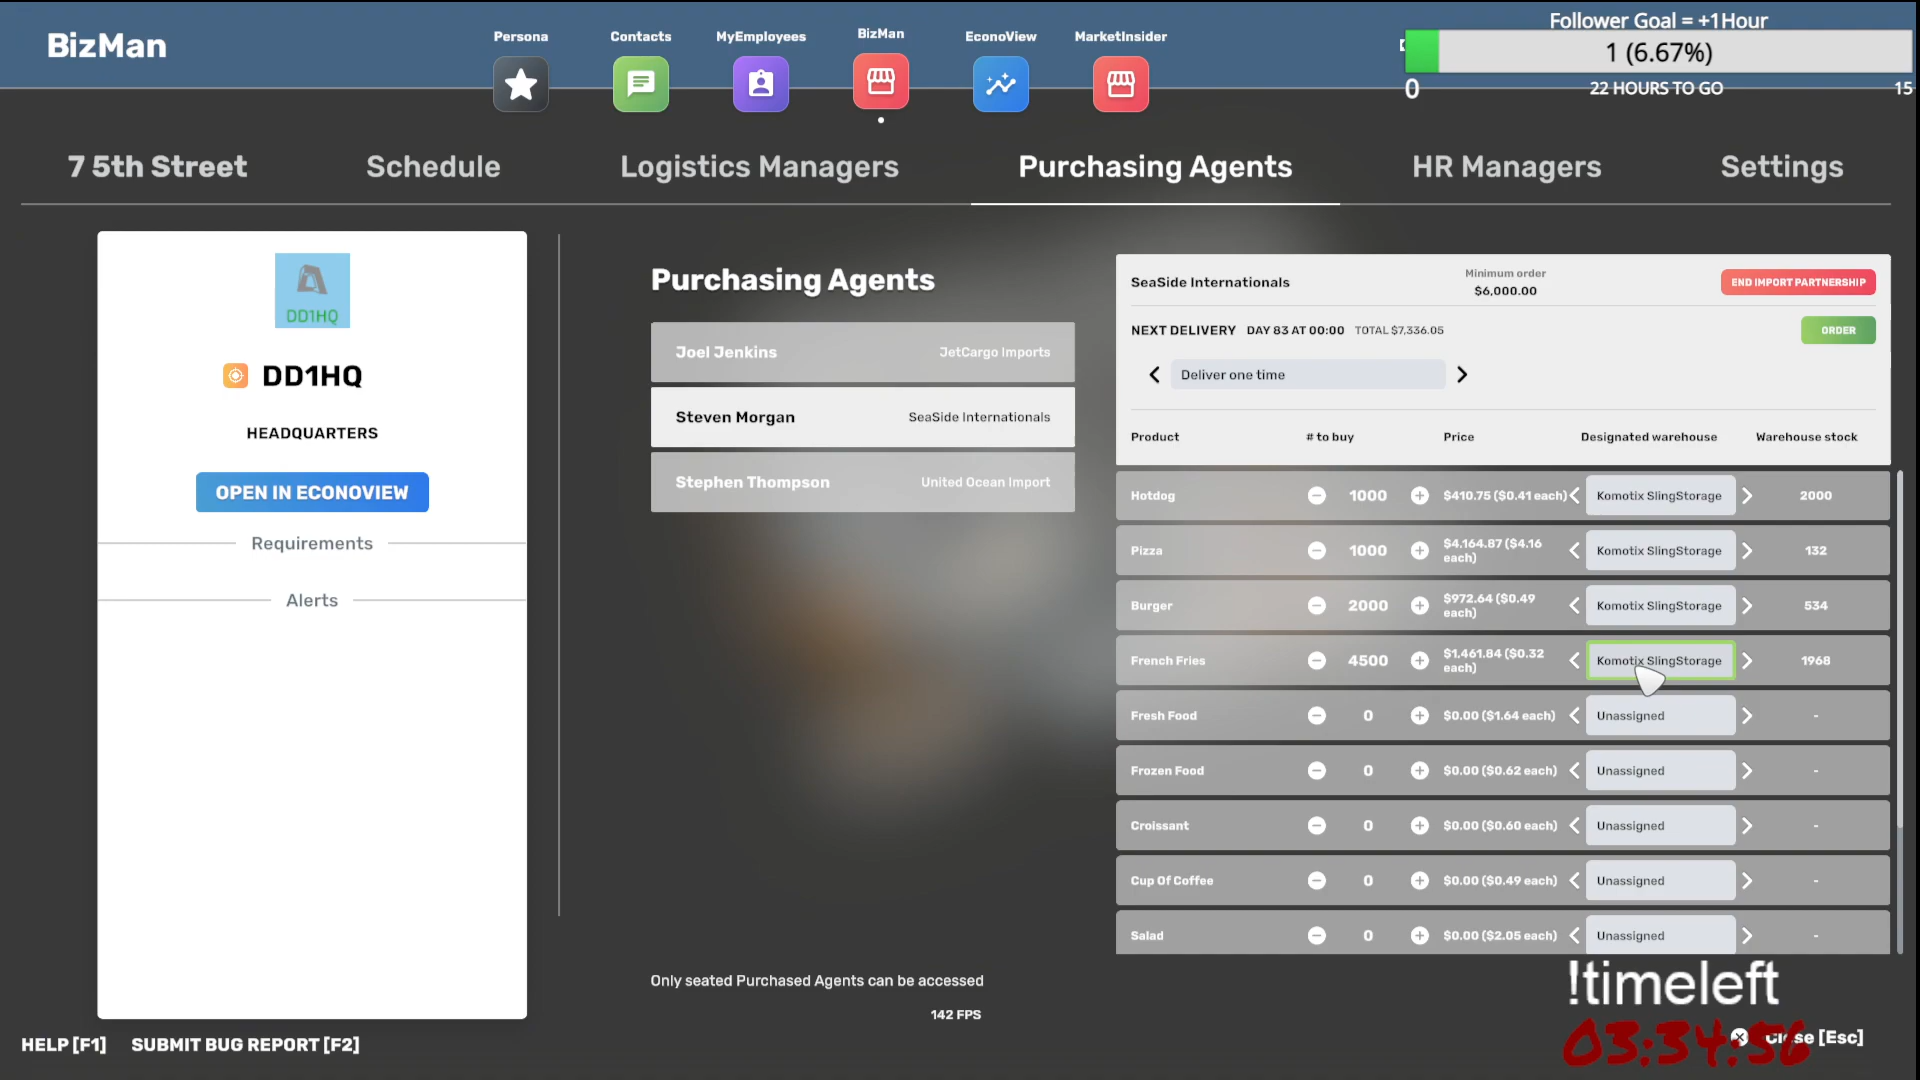 BizMan
Persona
Contacts
MyEmployees
BizMan
EconoView
MarketInsider
Follower Goal = +1Hour
1 (6.67%)
0
22 HOURS TO GO
15
7 5th Street
Schedule
Logistics Managers
Purchasing Agents
HR Managers
Settings
DD1HQ
DD1HQ
HEADQUARTERS
OPEN IN ECONOVIEW
Requirements
Alerts
Purchasing Agents
Joel Jenkins JetCargo Imports
Steven Morgan SeaSide Internationals
Stephen Thompson United Ocean Import
Only seated Purchased Agents can be accessed
142 FPS
SeaSide Internationals
Minimum order
$6,000.00
END IMPORT PARTNERSHIP
NEXT DELIVERY DAY 83 AT 00:00 TOTAL $7,336.05
ORDER
Deliver one time
Product # to buy Price Designated warehouse Warehouse stock
Hotdog 1000 $410.75 ($0.41 each) Komotix SlingStorage 2000
Pizza 1000 $4,164.87 ($4.16
each) Komotix SlingStorage 132
Burger 2000 $972.64 ($0.49
each) Komotix SlingStorage 534
French Fries 4500 $1,461.84 ($0.32
each) Komotix SlingStorage 1968
Fresh Food 0 $0.00 ($1.64 each) Unassigned -
Frozen Food 0 $0.00 ($0.62 each) Unassigned -
Croissant 0 $0.00 ($0.60 each) Unassigned -
Cup Of Coffee 0 $0.00 ($0.49 each) Unassigned -
Salad 0 $0.00 ($2.05 each) Unassigned -
!timeleft
03:34:56
Close [Esc]
HELP [F1]
SUBMIT BUG REPORT [F2]